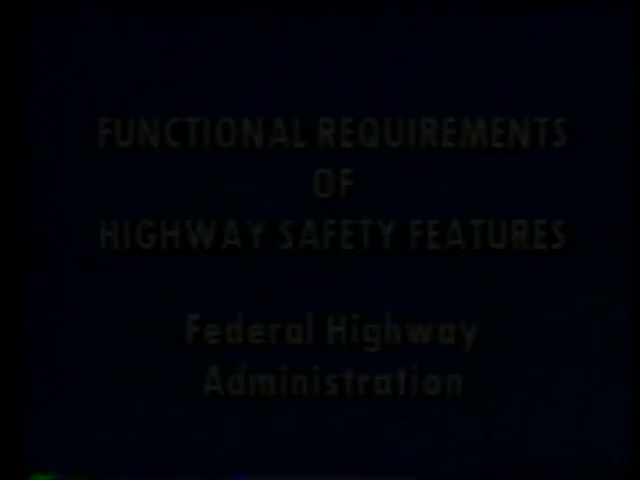 FUNCTIONAL REQUIREMENTS
OF
HIGHWAY SAFETY FEATURES
Federal Highway
Administration